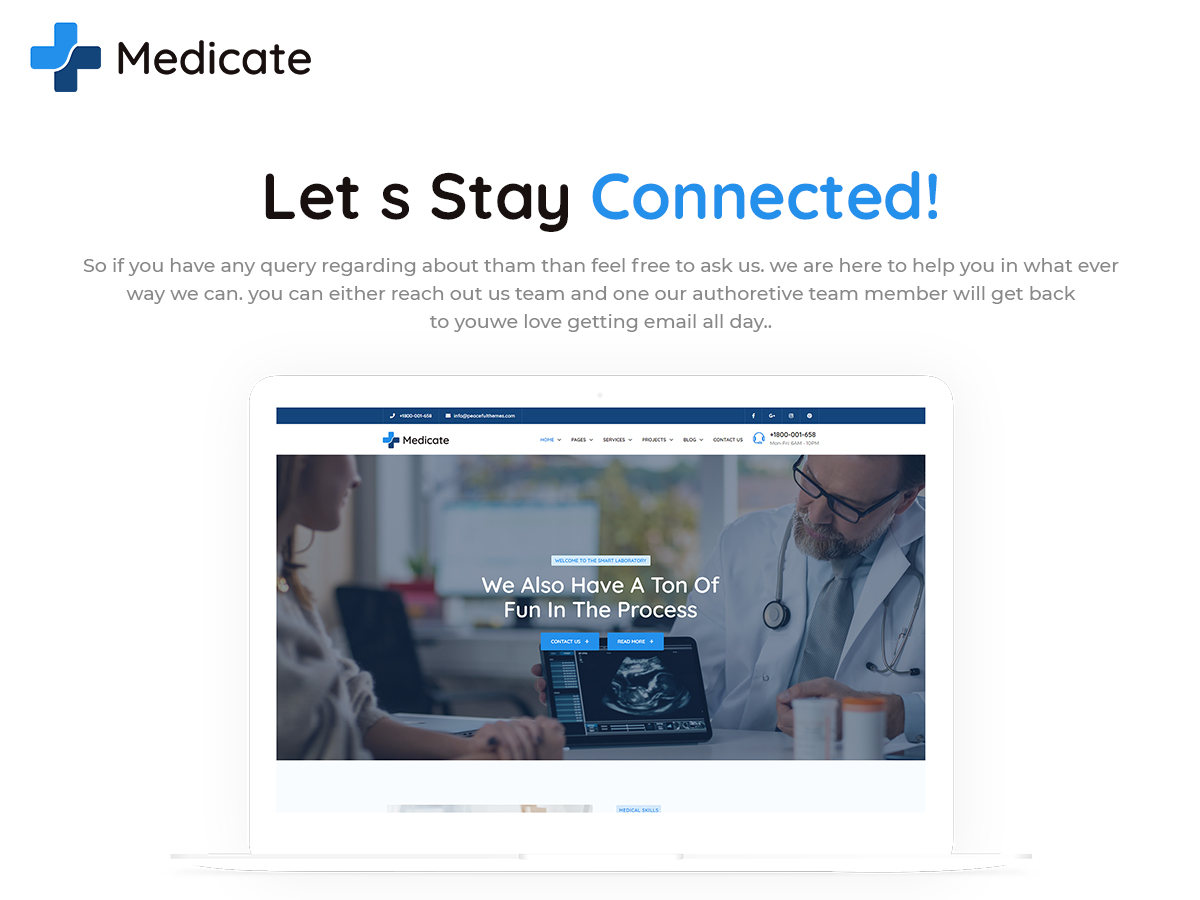 Medicate
Let s Stay Connected!
So if you have any query regarding about tham than feel free to ask us. we are here to help you in what ever
way we can. you can either reach out us team and one our authoretive team member will get back
to youwe love getting email all day..
+1800-001-658 info@peacefulthemes.com
Medicate HOME PAGES SERVICES PROJECTS BLOG CONTACT US +1800-001-658
Mon-Fri: 8AM - 10PM
WELCOME TO THE SMART LABORATORY
We Also Have A Ton Of
Fun In The Process
CONTACT US + READ MORE +
MEDICAL SKILLS